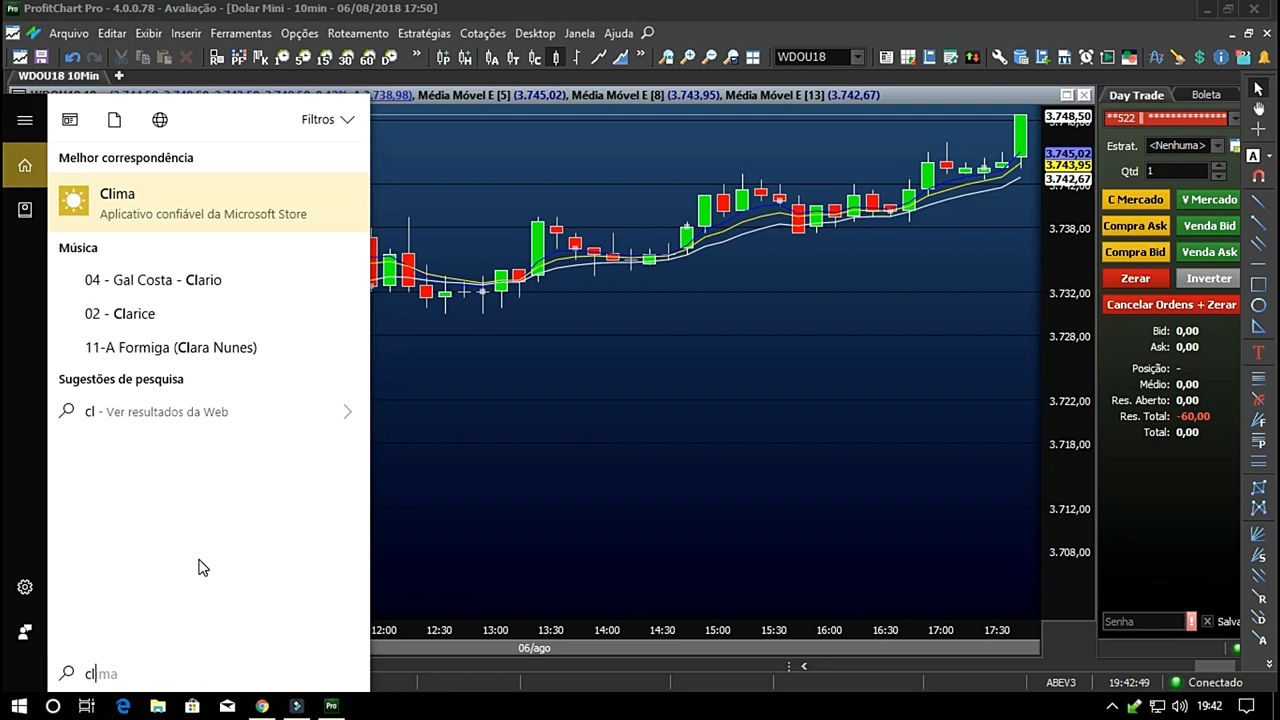 ProfitChart Pro - 4.0.0.78 - Avaliação - [Dolar Mini - 10min - 06/08/2018 17:50]
Arquivo Editar Exibir Inserir Ferramentas Opções Roteamento Estratégias Cotações Desktop Janela Ajuda
5 15 30 60 D
WDOU18
WDOU18 10Min
Média Móvel E [5] (3.745,02), Média Móvel E [8] (3.743,95), Média Móvel E [13] (3.742,67)
Filtros
Melhor correspondência
Clima
Aplicativo confiável da Microsoft Store
Música
04 - Gal Costa - Clario
02 - Clarice
11-A Formiga (Clara Nunes)
Sugestões de pesquisa
cl - Ver resultados da Web
clima
3.748,50
3.745,02
3.743,95
3.742,67
3.738,00
3.732,00
3.728,00
3.722,00
3.718,00
3.712,00
3.708,00
12:00 12:30 13:00 13:30 14:00 14:30 15:00 15:30 16:00 16:30 17:00 17:30
06/ago
Day Trade Boleta
**522 || **************
Estrat. <Nenhuma>
Qtd 1
C Mercado V Mercado
Compra Ask Venda Bid
Compra Bid Venda Ask
Zerar Inverter
Cancelar Ordens + Zerar
Bid: 0,00
Ask: 0,00
Posição: -
Médio: 0,00
Res. Aberto: 0,00
Res. Total: -60,00
Total: 0,00
Senha ! Salva
ABEV3 19:42:49 Conectado
Pro 19:42